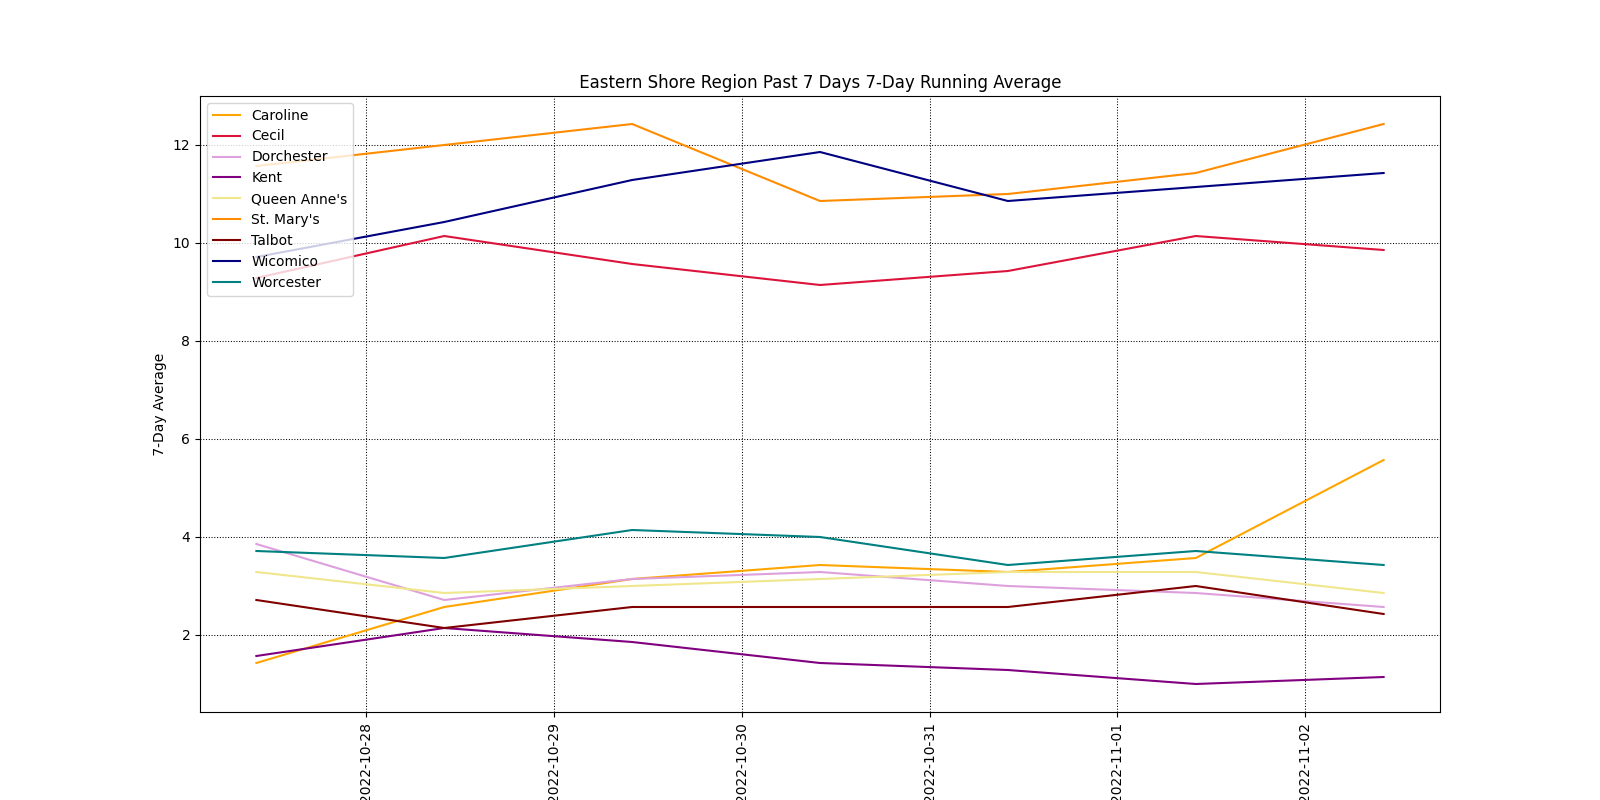 Eastern Shore Region Past 7 Days 7-Day Running Average
Caroline
Cecil
Dorchester
Kent
Queen Anne's
St. Mary's
Talbot
Wicomico
Worcester
12
10
8
6
4
2
7-Day Average
2022-10-28
2022-10-29
2022-10-30
2022-10-31
2022-11-01
2022-11-02